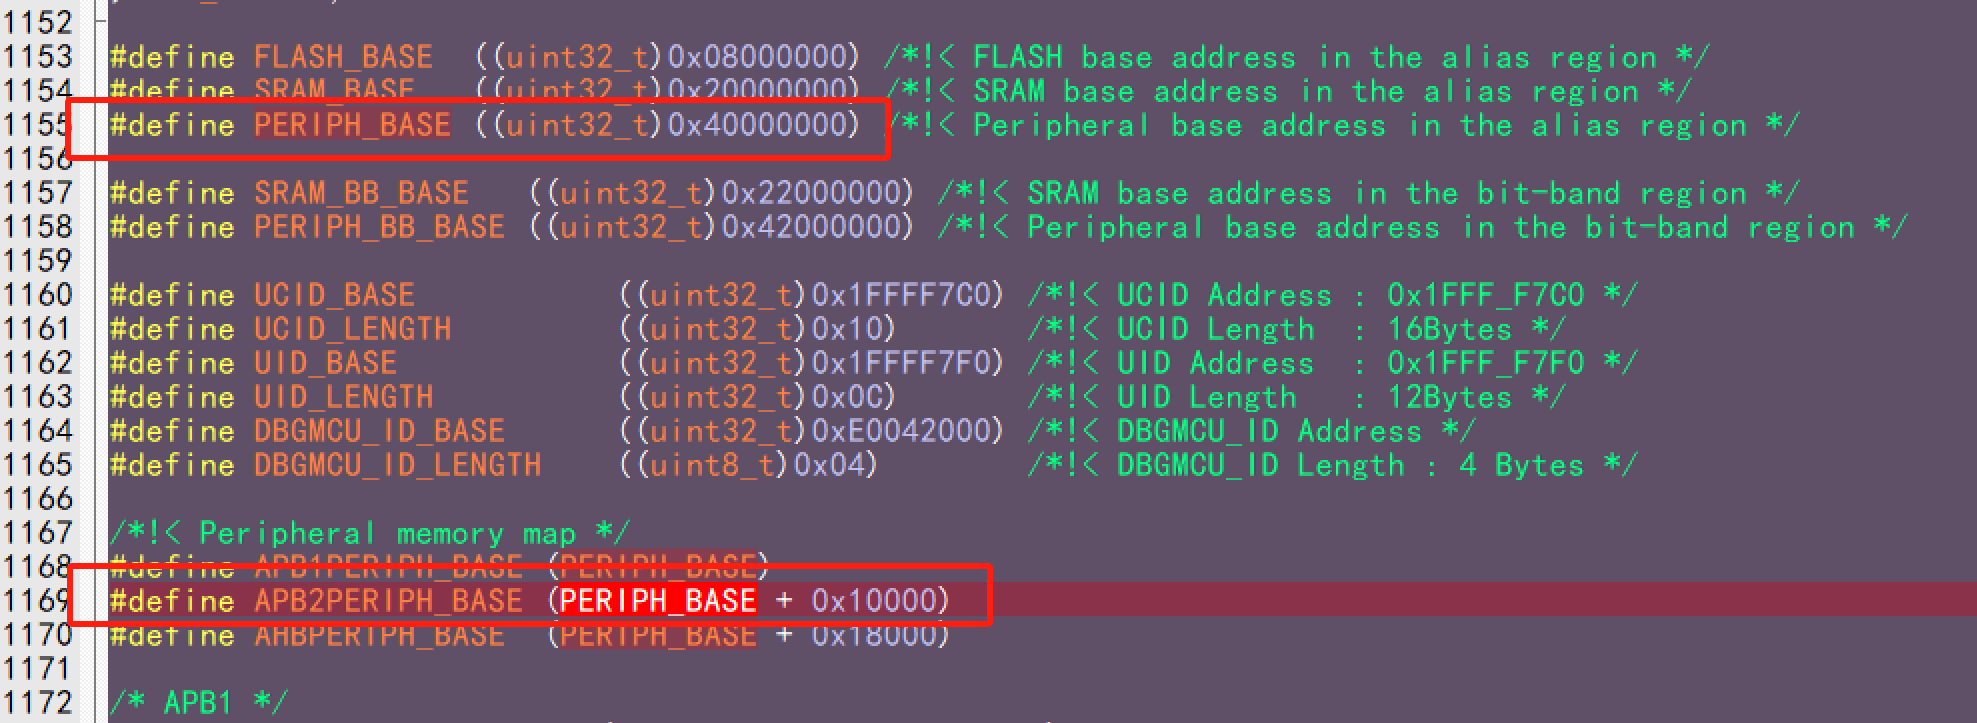 1152
1153 #define FLASH_BASE ((uint32_t)0x08000000) /*!< FLASH base address in the alias region */
1154 #define SRAM_BASE ((uint32_t)0x20000000) /*!< SRAM base address in the alias region */
1155 #define PERIPH_BASE ((uint32_t)0x40000000) /*!< Peripheral base address in the alias region */
1156
1157 #define SRAM_BB_BASE ((uint32_t)0x22000000) /*!< SRAM base address in the bit-band region */
1158 #define PERIPH_BB_BASE ((uint32_t)0x42000000) /*!< Peripheral base address in the bit-band region */
1159
1160 #define UCID_BASE ((uint32_t)0x1FFFF7C0) /*!< UCID Address : 0x1FFF_F7C0 */
1161 #define UCID_LENGTH ((uint32_t)0x10) /*!< UCID Length : 16Bytes */
1162 #define UID_BASE ((uint32_t)0x1FFFF7F0) /*!< UID Address : 0x1FFF_F7F0 */
1163 #define UID_LENGTH ((uint32_t)0x0C) /*!< UID Length : 12Bytes */
1164 #define DBGMCU_ID_BASE ((uint32_t)0xE0042000) /*!< DBGMCU_ID Address */
1165 #define DBGMCU_ID_LENGTH ((uint8_t)0x04) /*!< DBGMCU_ID Length : 4 Bytes */
1166
1167 /*!< Peripheral memory map */
1168 #define APB1PERIPH_BASE (PERIPH_BASE)
1169 #define APB2PERIPH_BASE (PERIPH_BASE + 0x10000)
1170 #define AHBPERIPH_BASE (PERIPH_BASE + 0x18000)
1171
1172 /* APB1 */